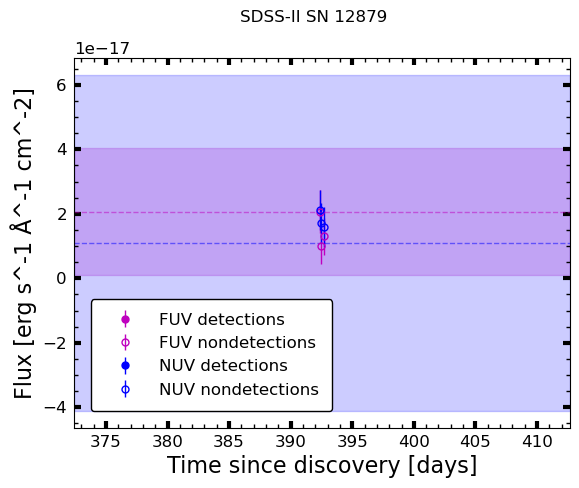 SDSS-II SN 12879
1e−17
Flux [erg s^-1 Å^-1 cm^-2]
6
4
2
0
−2
−4
FUV detections
FUV nondetections
NUV detections
NUV nondetections
375 380 385 390 395 400 405 410
Time since discovery [days]